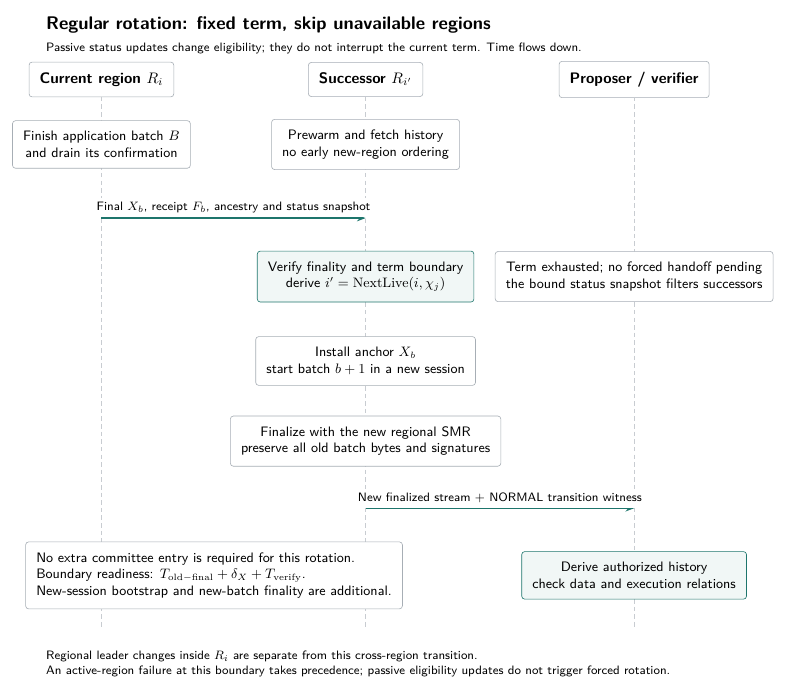 Regular rotation: fixed term, skip unavailable regions
Passive status updates change eligibility; they do not interrupt the current term. Time flows down.
Current region R_i
Successor R_{i′}
Proposer / verifier
Finish application batch B
and drain its confirmation
Prewarm and fetch history
no early new-region ordering
Final X_b, receipt F_b, ancestry and status snapshot
Verify finality and term boundary
derive i′ = NextLive(i, χ_j)
Term exhausted; no forced handoff pending
the bound status snapshot filters successors
Install anchor X_b
start batch b + 1 in a new session
Finalize with the new regional SMR
preserve all old batch bytes and signatures
New finalized stream + NORMAL transition witness
No extra committee entry is required for this rotation.
Boundary readiness: T_{old−final} + δ_X + T_{verify}.
New-session bootstrap and new-batch finality are additional.
Derive authorized history
check data and execution relations
Regional leader changes inside R_i are separate from this cross-region transition.
An active-region failure at this boundary takes precedence; passive eligibility updates do not trigger forced rotation.